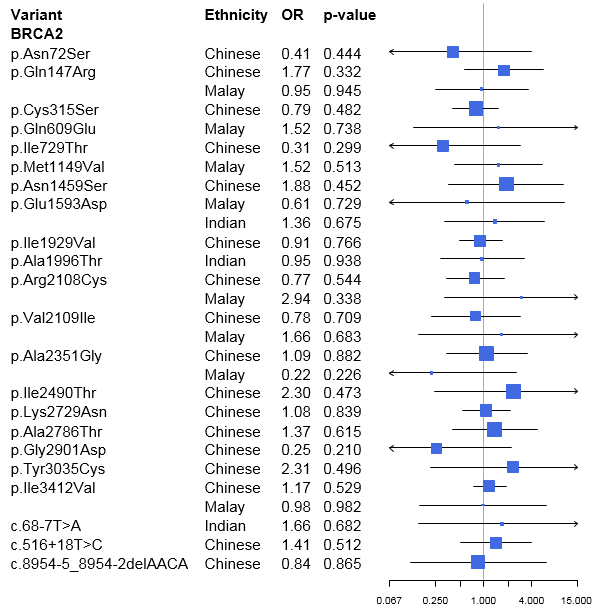 Variant Ethnicity OR p-value
BRCA2
p.Asn72Ser Chinese 0.41 0.444
p.Gln147Arg Chinese 1.77 0.332
Malay 0.95 0.945
p.Cys315Ser Chinese 0.79 0.482
p.Gln609Glu Malay 1.52 0.738
p.Ile729Thr Chinese 0.31 0.299
p.Met1149Val Malay 1.52 0.513
p.Asn1459Ser Chinese 1.88 0.452
p.Glu1593Asp Malay 0.61 0.729
Indian 1.36 0.675
p.Ile1929Val Chinese 0.91 0.766
p.Ala1996Thr Indian 0.95 0.938
p.Arg2108Cys Chinese 0.77 0.544
Malay 2.94 0.338
p.Val2109Ile Chinese 0.78 0.709
Malay 1.66 0.683
p.Ala2351Gly Chinese 1.09 0.882
Malay 0.22 0.226
p.Ile2490Thr Chinese 2.30 0.473
p.Lys2729Asn Chinese 1.08 0.839
p.Ala2786Thr Chinese 1.37 0.615
p.Gly2901Asp Chinese 0.25 0.210
p.Tyr3035Cys Chinese 2.31 0.496
p.Ile3412Val Chinese 1.17 0.529
Malay 0.98 0.982
c.68-7T>A Indian 1.66 0.682
c.516+18T>C Chinese 1.41 0.512
c.8954-5_8954-2delAACA Chinese 0.84 0.865
0.067 0.250 1.000 4.000 15.000